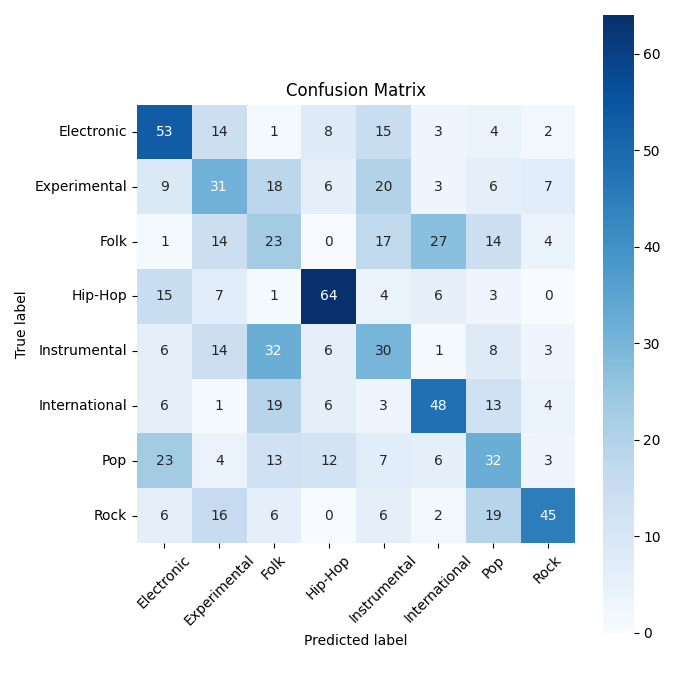 Confusion Matrix
Electronic 53 14 1 8 15 3 4 2
Experimental 9 31 18 6 20 3 6 7
Folk 1 14 23 0 17 27 14 4
Hip-Hop 15 7 1 64 4 6 3 0
Instrumental 6 14 32 6 30 1 8 3
International 6 1 19 6 3 48 13 4
Pop 23 4 13 12 7 6 32 3
Rock 6 16 6 0 6 2 19 45
True label
Electronic Experimental Folk Hip-Hop Instrumental International Pop Rock
Predicted label
60
50
40
30
20
10
0